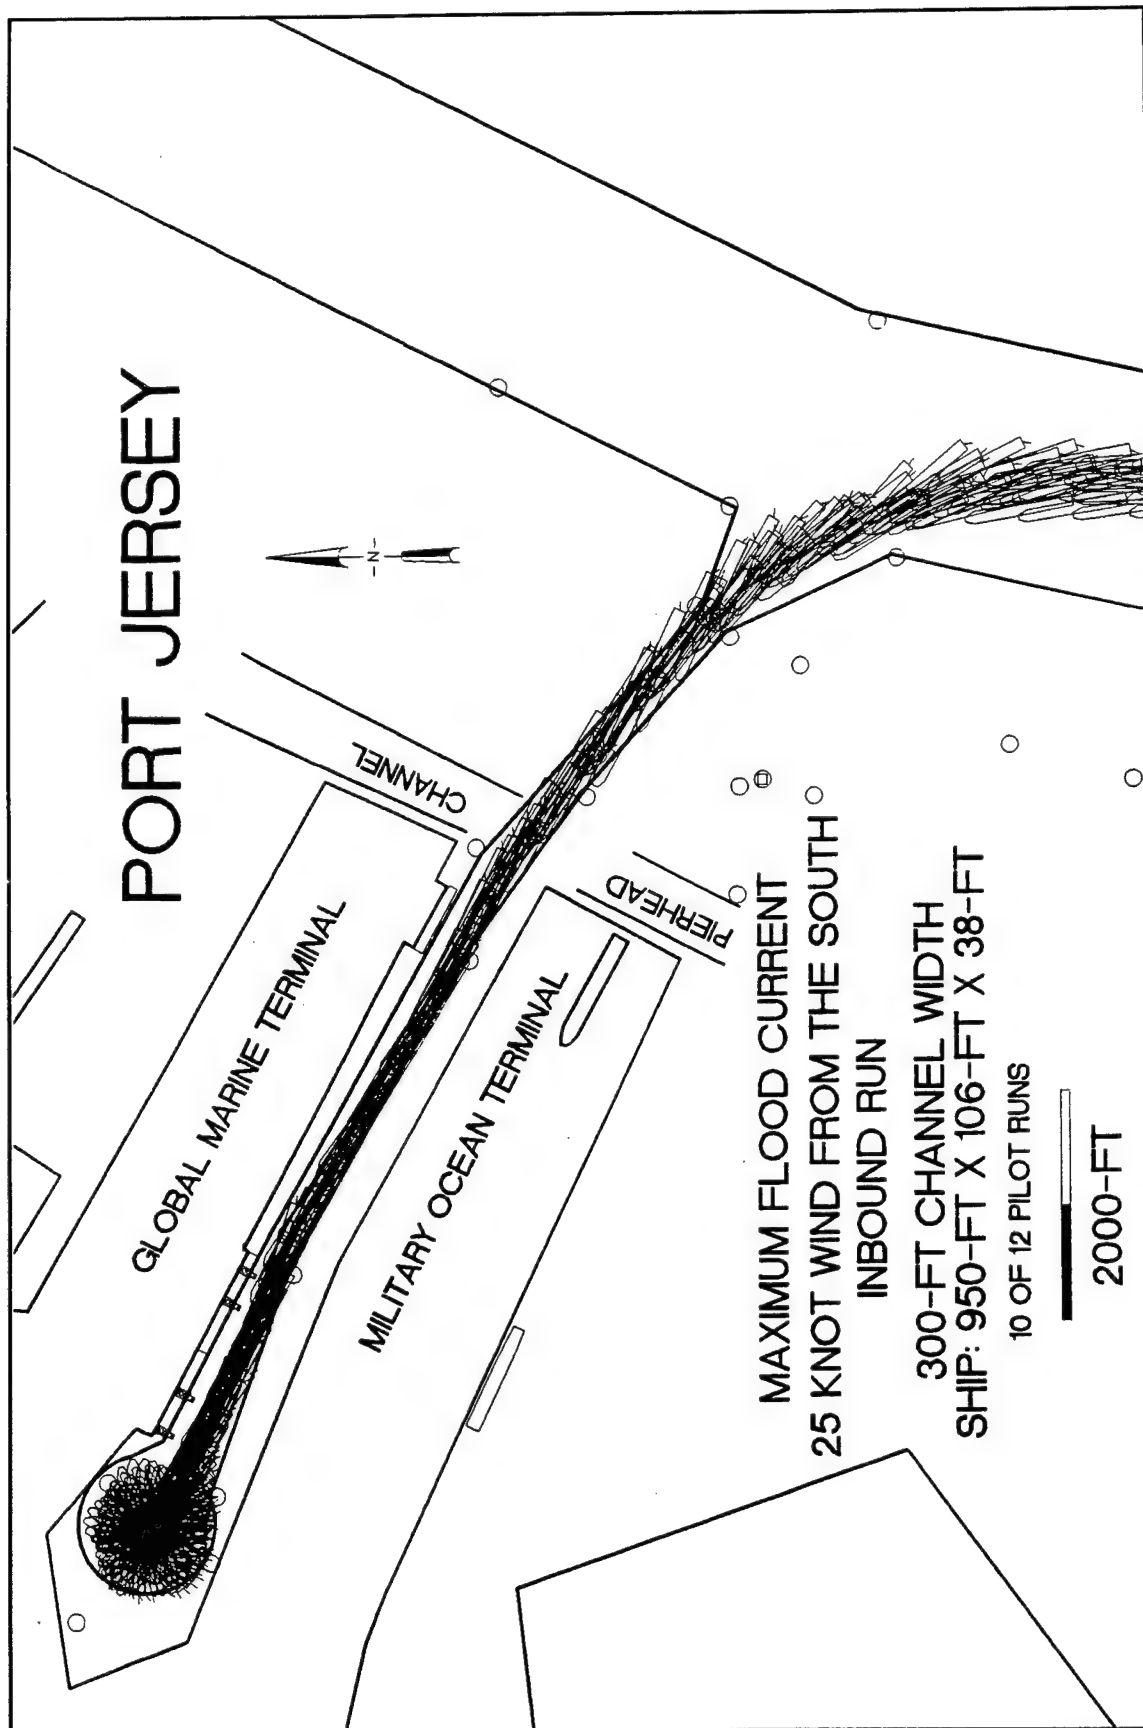 PORT JERSEY
-N-
CHANNEL
GLOBAL MARINE TERMINAL
PIERHEAD
MILITARY OCEAN TERMINAL
MAXIMUM FLOOD CURRENT
25 KNOT WIND FROM THE SOUTH
INBOUND RUN
300-FT CHANNEL WIDTH
SHIP: 950-FT X 106-FT X 38-FT
10 OF 12 PILOT RUNS
2000-FT